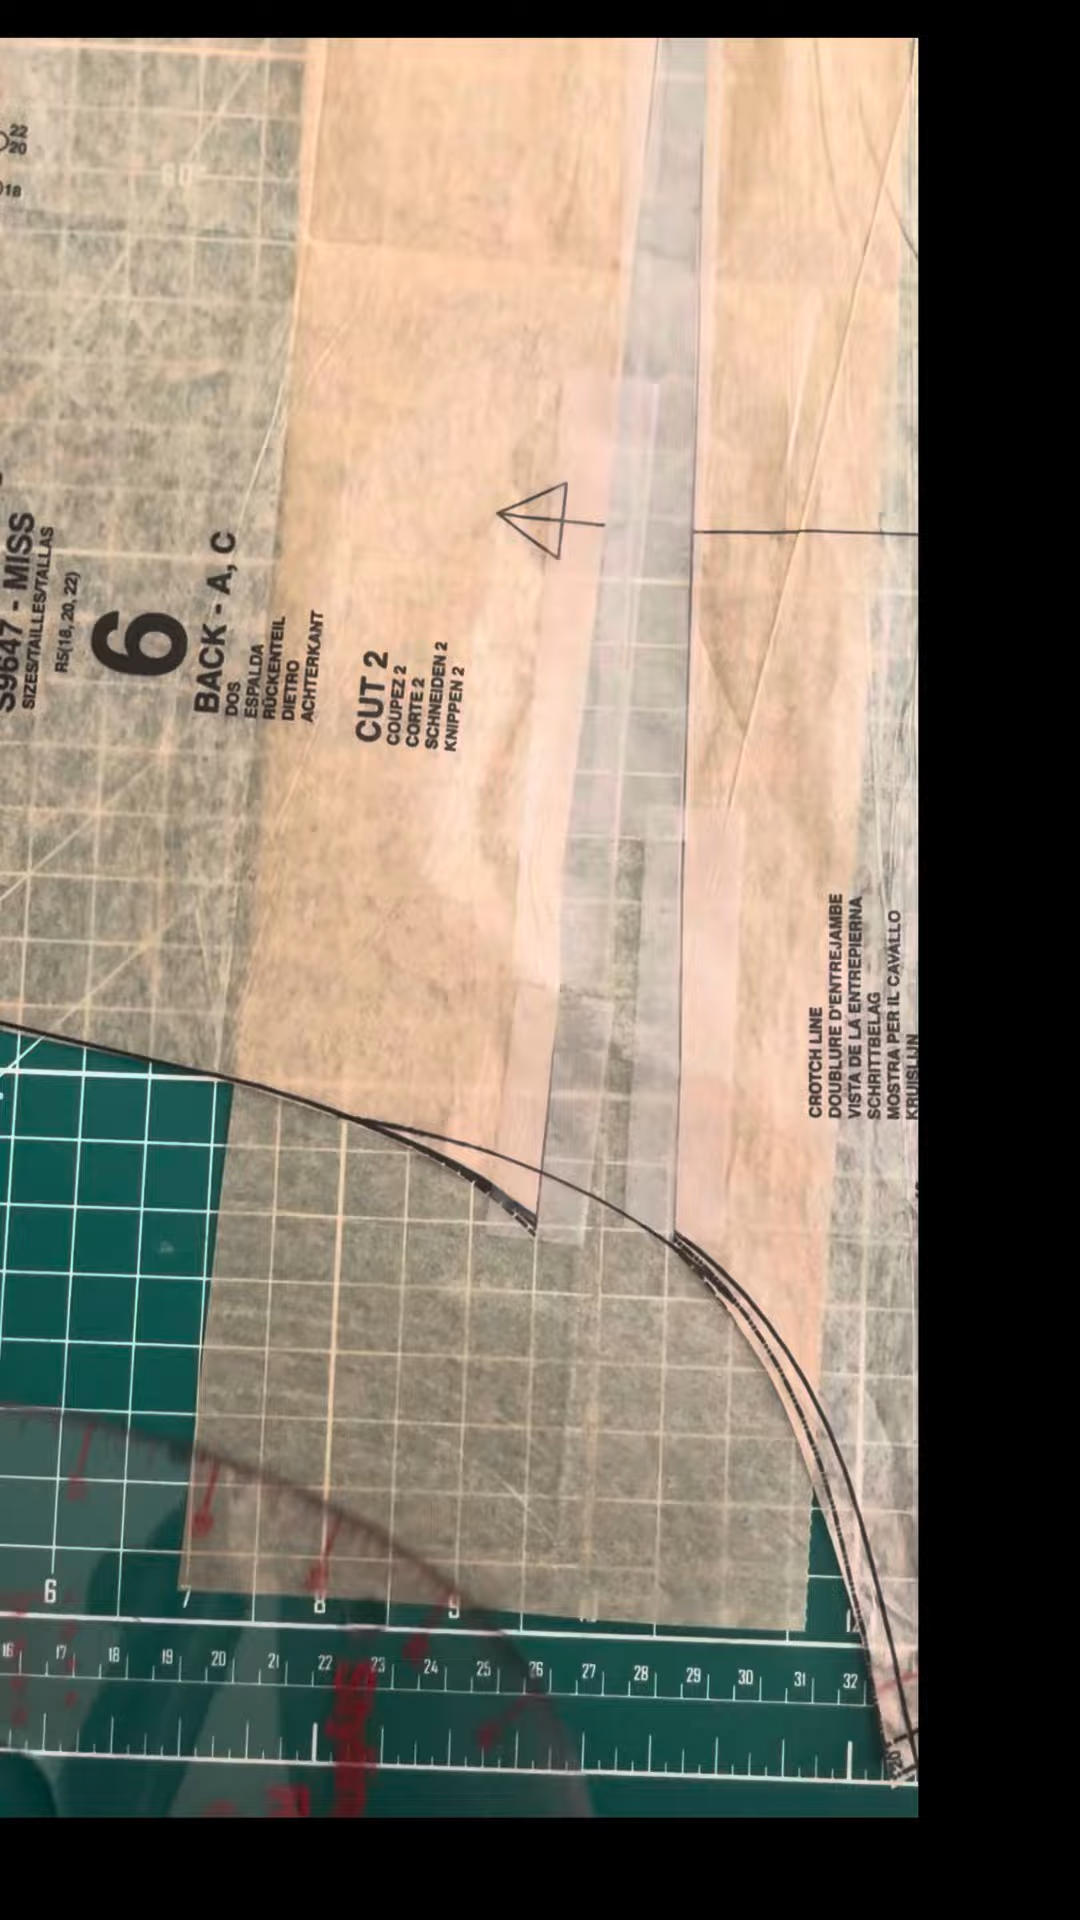 22
20
18
S9647 - MISS
SIZES/TAILLES/TALLAS
R5(18, 20, 22)
6
BACK - A, C
DOS
ESPALDA
RÜCKENTEIL
DIETRO
ACHTERKANT
CUT 2
COUPEZ 2
CORTE 2
SCHNEIDEN 2
KNIPPEN 2
CROTCH LINE
DOUBLURE D'ENTREJAMBE
VISTA DE LA ENTREPIERNA
SCHRITTBELAG
MOSTRA PER IL CAVALLO
KRUISLIJN
6 7 8 9
16 17 18 19 20 21 22 23 24 25 26 27 28 29 30 31 32